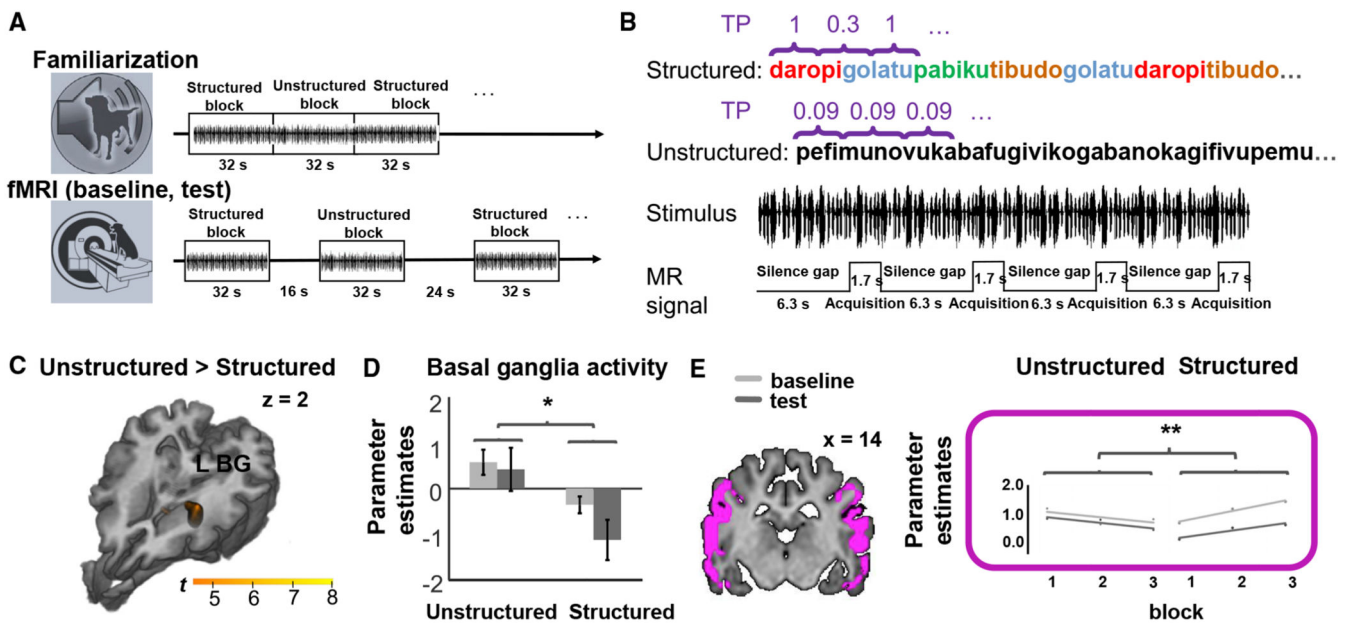 A
Familiarization
Structured block
Unstructured block
Structured block
...
32 s
32 s
32 s
fMRI (baseline, test)
Structured block
Unstructured block
Structured block
...
32 s
16 s
32 s
24 s
32 s
B
TP 1 0.3 1 ...
Structured: daropigolatupabikutibudogolatudaropitibudo...
TP 0.09 0.09 0.09 ...
Unstructured: pefimunovukabafugivikogabanokagifivupemu...
Stimulus
MR signal
Silence gap 1.7 s Silence gap 1.7 s Silence gap 1.7 s Silence gap 1.7 s
6.3 s Acquisition 6.3 s Acquisition 6.3 s Acquisition 6.3 s Acquisition
C Unstructured > Structured
z = 2
L BG
t 5 6 7 8
D Basal ganglia activity
*
Parameter estimates
2
1
0
-1
-2
Unstructured Structured
E
baseline
test
x = 14
Unstructured Structured
**
Parameter estimates
2.0
1.0
0.0
1 2 3 1 2 3
block